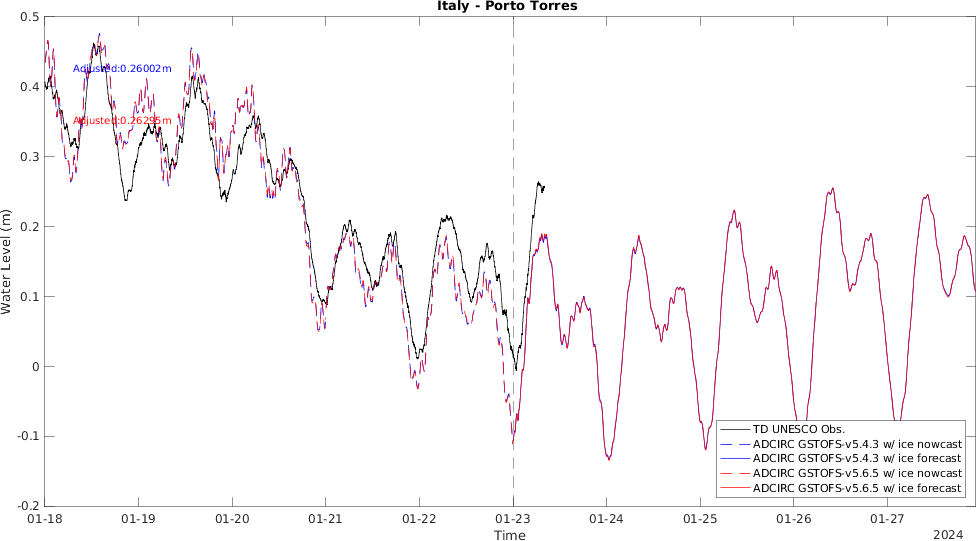 Italy - Porto Torres
0.5
0.4
0.3
0.2
0.1
0
-0.1
-0.2
Water Level (m)
Adjusted:0.26002m
Adjusted:0.26295m
TD UNESCO Obs.
ADCIRC GSTOFS-v5.4.3 w/ ice nowcast
ADCIRC GSTOFS-v5.4.3 w/ ice forecast
ADCIRC GSTOFS-v5.6.5 w/ ice nowcast
ADCIRC GSTOFS-v5.6.5 w/ ice forecast
01-18 01-19 01-20 01-21 01-22 01-23 01-24 01-25 01-26 01-27
Time
2024